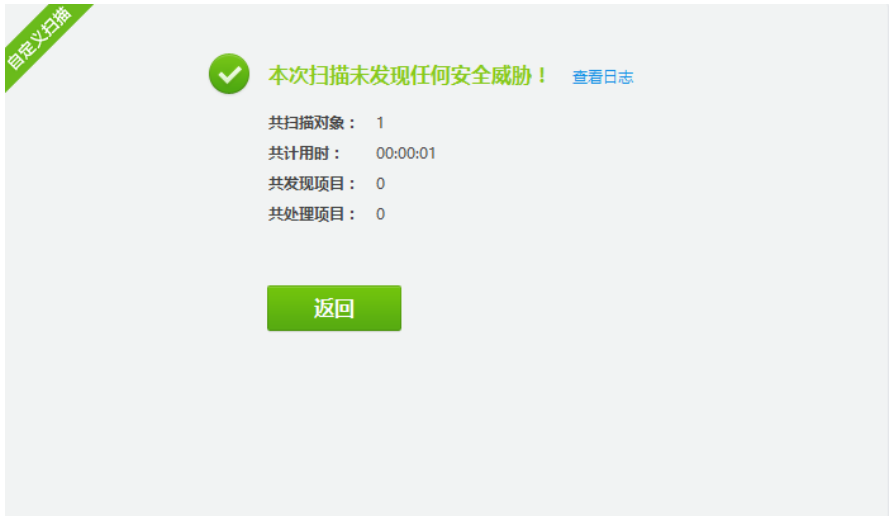 自定义扫描
本次扫描未发现任何安全威胁！ 查看日志
共扫描对象： 1
共计用时： 00:00:01
共发现项目： 0
共处理项目： 0
返回